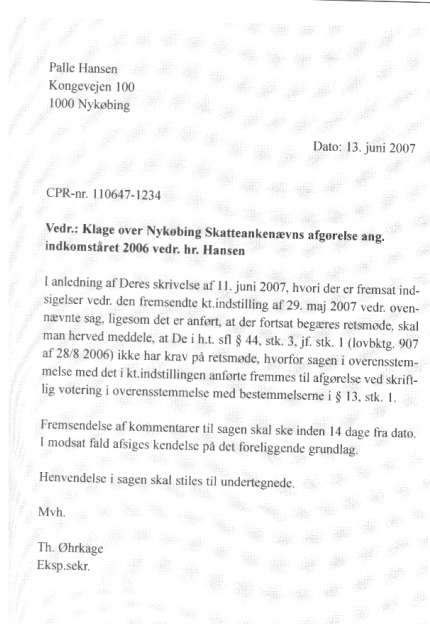 Palle Hansen
Kongevejen 100
1000 Nykøbing
Dato: 13. juni 2007
CPR-nr. 110647-1234
Vedr.: Klage over Nykøbing Skatteankenævns afgørelse ang.
indkomståret 2006 vedr. hr. Hansen
I anledning af Deres skrivelse af 11. juni 2007, hvori der er fremsat ind-
sigelser vedr. den fremsendte kt.indstilling af 29. maj 2007 vedr. oven-
nævnte sag, ligesom det er anført, at der fortsat begæres retsmøde, skal
man herved meddele, at De i h.t. sfl § 44, stk. 3, jf. stk. 1 (lovbktg. 907
af 28/8 2006) ikke har krav på retsmøde, hvorfor sagen i overensstem-
melse med det i kt.indstillingen anførte fremmes til afgørelse ved skrift-
lig votering i overensstemmelse med bestemmelserne i § 13, stk. 1.
Fremsendelse af kommentarer til sagen skal ske inden 14 dage fra dato.
I modsat fald afsiges kendelse på det foreliggende grundlag.
Henvendelse i sagen skal stiles til undertegnede.
Mvh.
Th. Øhrkage
Eksp.sekr.